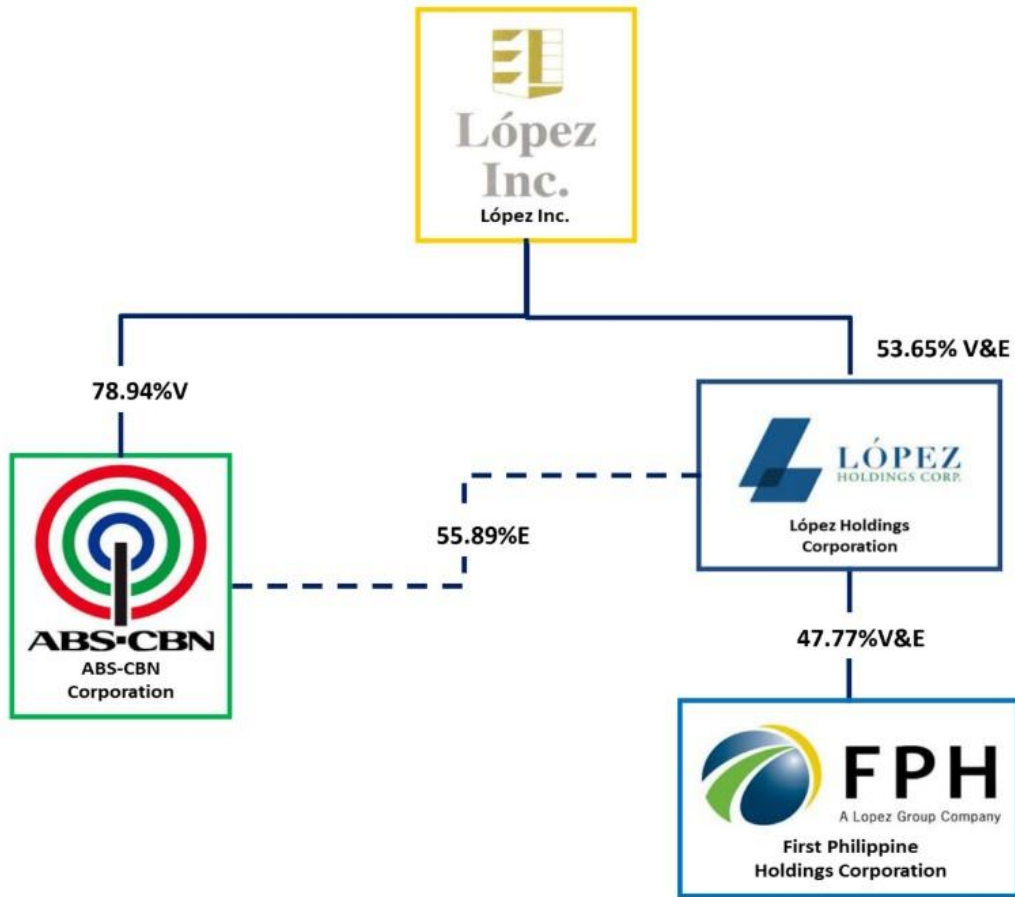 López
Inc.
López Inc.
53.65% V&E
78.94%V
LÓPEZ
HOLDINGS CORP.
López Holdings
Corporation
55.89%E
ABS-CBN
ABS-CBN
Corporation
47.77%V&E
FPH
A Lopez Group Company
First Philippine
Holdings Corporation